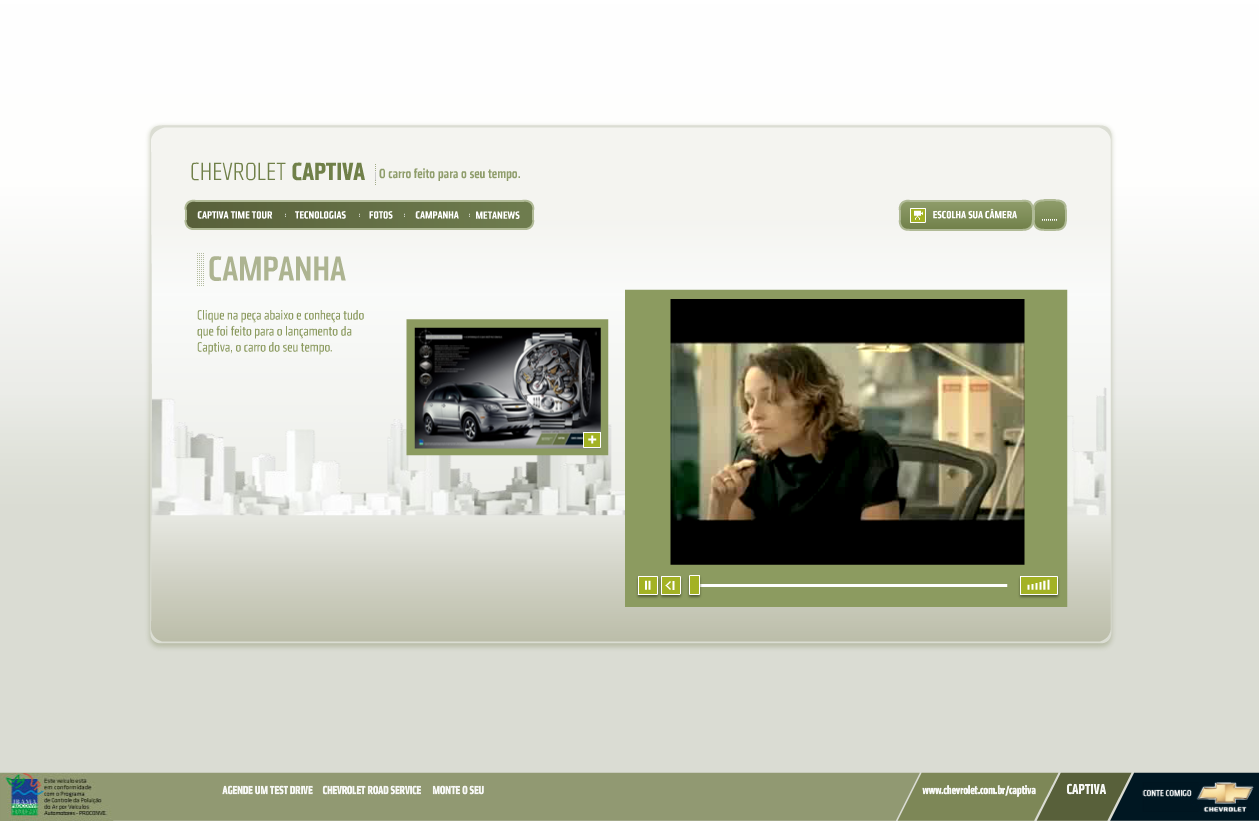 CHEVROLET CAPTIVA O carro feito para o seu tempo.
CAPTIVA TIME TOUR TECNOLOGIAS FOTOS CAMPANHA METANEWS
ESCOLHA SUA CÂMERA
CAMPANHA
Clique na peça abaixo e conheça tudo
que foi feito para o lançamento da
Captiva, o carro do seu tempo.
Este veículo está
em conformidade
com o Programa
de Controle da Poluição
do Ar por Veículos
Automotores - PROCONVE.
AGENDE UM TEST DRIVE CHEVROLET ROAD SERVICE MONTE O SEU
www.chevrolet.com.br/captiva
CAPTIVA
CONTE COMIGO
CHEVROLET